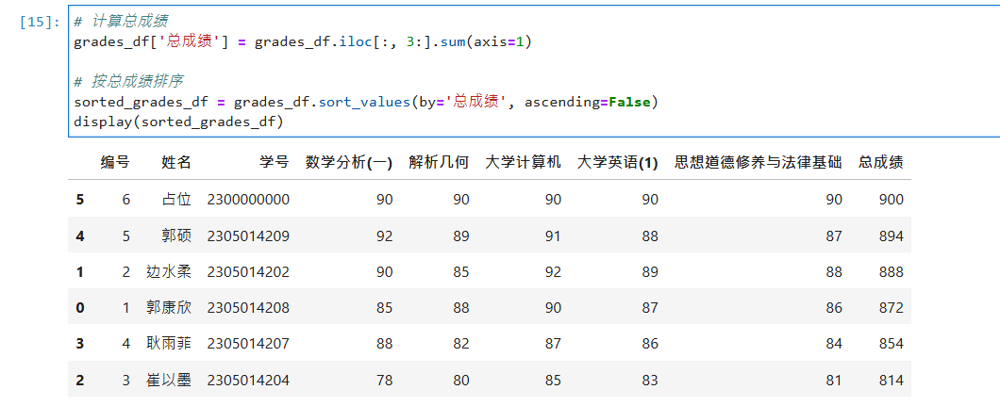 [15]: # 计算总成绩
grades_df['总成绩'] = grades_df.iloc[:, 3:].sum(axis=1)
# 按总成绩排序
sorted_grades_df = grades_df.sort_values(by='总成绩', ascending=False)
display(sorted_grades_df)
编号 姓名 学号 数学分析(一) 解析几何 大学计算机 大学英语(1) 思想道德修养与法律基础 总成绩
5 6 占位 2300000000 90 90 90 90 90 900
4 5 郭硕 2305014209 92 89 91 88 87 894
1 2 边水柔 2305014202 90 85 92 89 88 888
0 1 郭康欣 2305014208 85 88 90 87 86 872
3 4 耿雨菲 2305014207 88 82 87 86 84 854
2 3 崔以墨 2305014204 78 80 85 83 81 814